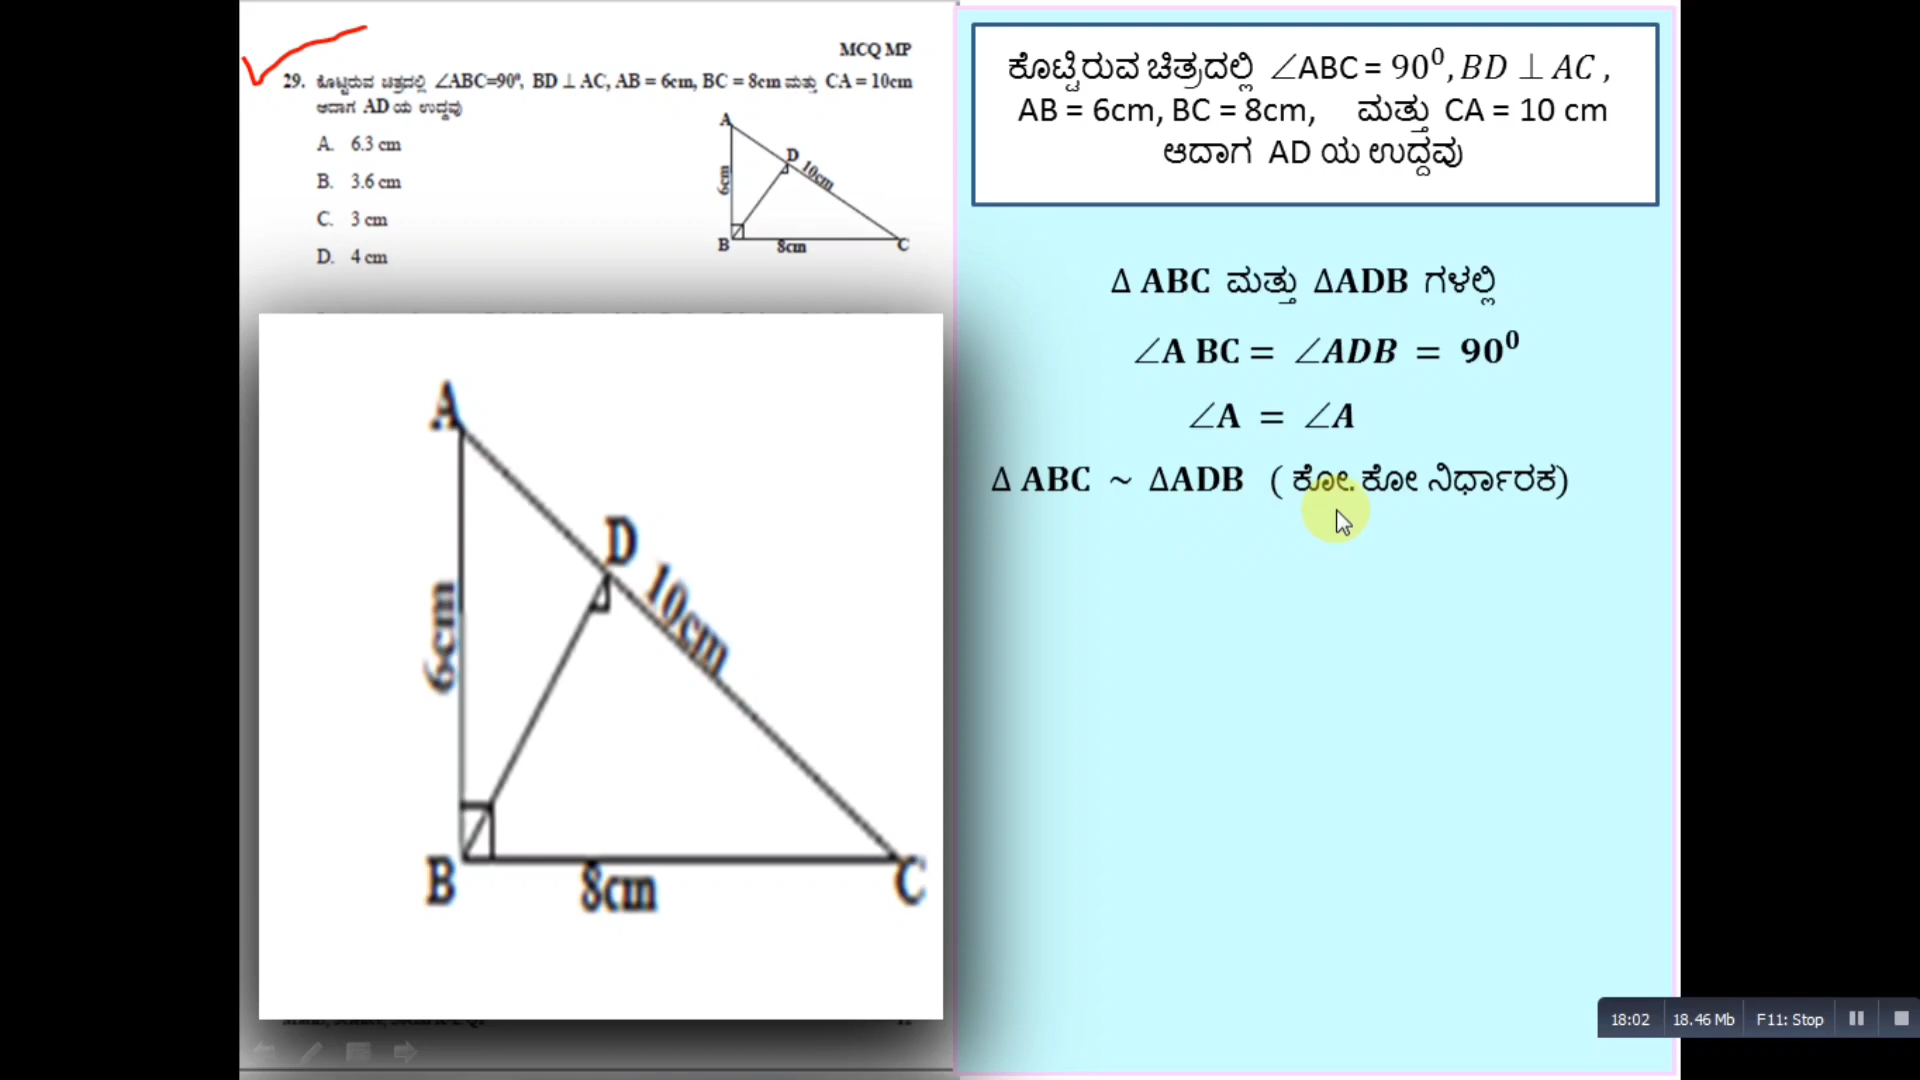 MCQ MP
29. ಕೊಟ್ಟಿರುವ ಚಿತ್ರದಲ್ಲಿ ∠ABC=90⁰, BD ⊥ AC, AB = 6cm, BC = 8cm ಮತ್ತು CA = 10cm
ಆದಾಗ AD ಯ ಉದ್ದವು
A. 6.3 cm
B. 3.6 cm
C. 3 cm
D. 4 cm
A
D
10cm
6cm
B
8cm
C
A
D
10cm
6cm
B
8cm
C
ಕೊಟ್ಟಿರುವ ಚಿತ್ರದಲ್ಲಿ ∠ABC = 90⁰, BD ⊥ AC ,
AB = 6cm, BC = 8cm, ಮತ್ತು CA = 10 cm
ಆದಾಗ AD ಯ ಉದ್ದವು
∆ ABC ಮತ್ತು ∆ADB ಗಳಲ್ಲಿ
∠A BC = ∠ADB = 90⁰
∠A = ∠A
∆ ABC ~ ∆ADB ( ಕೋ.ಕೋ ನಿರ್ಧಾರಕ)
18:02 18.46 Mb F11: Stop